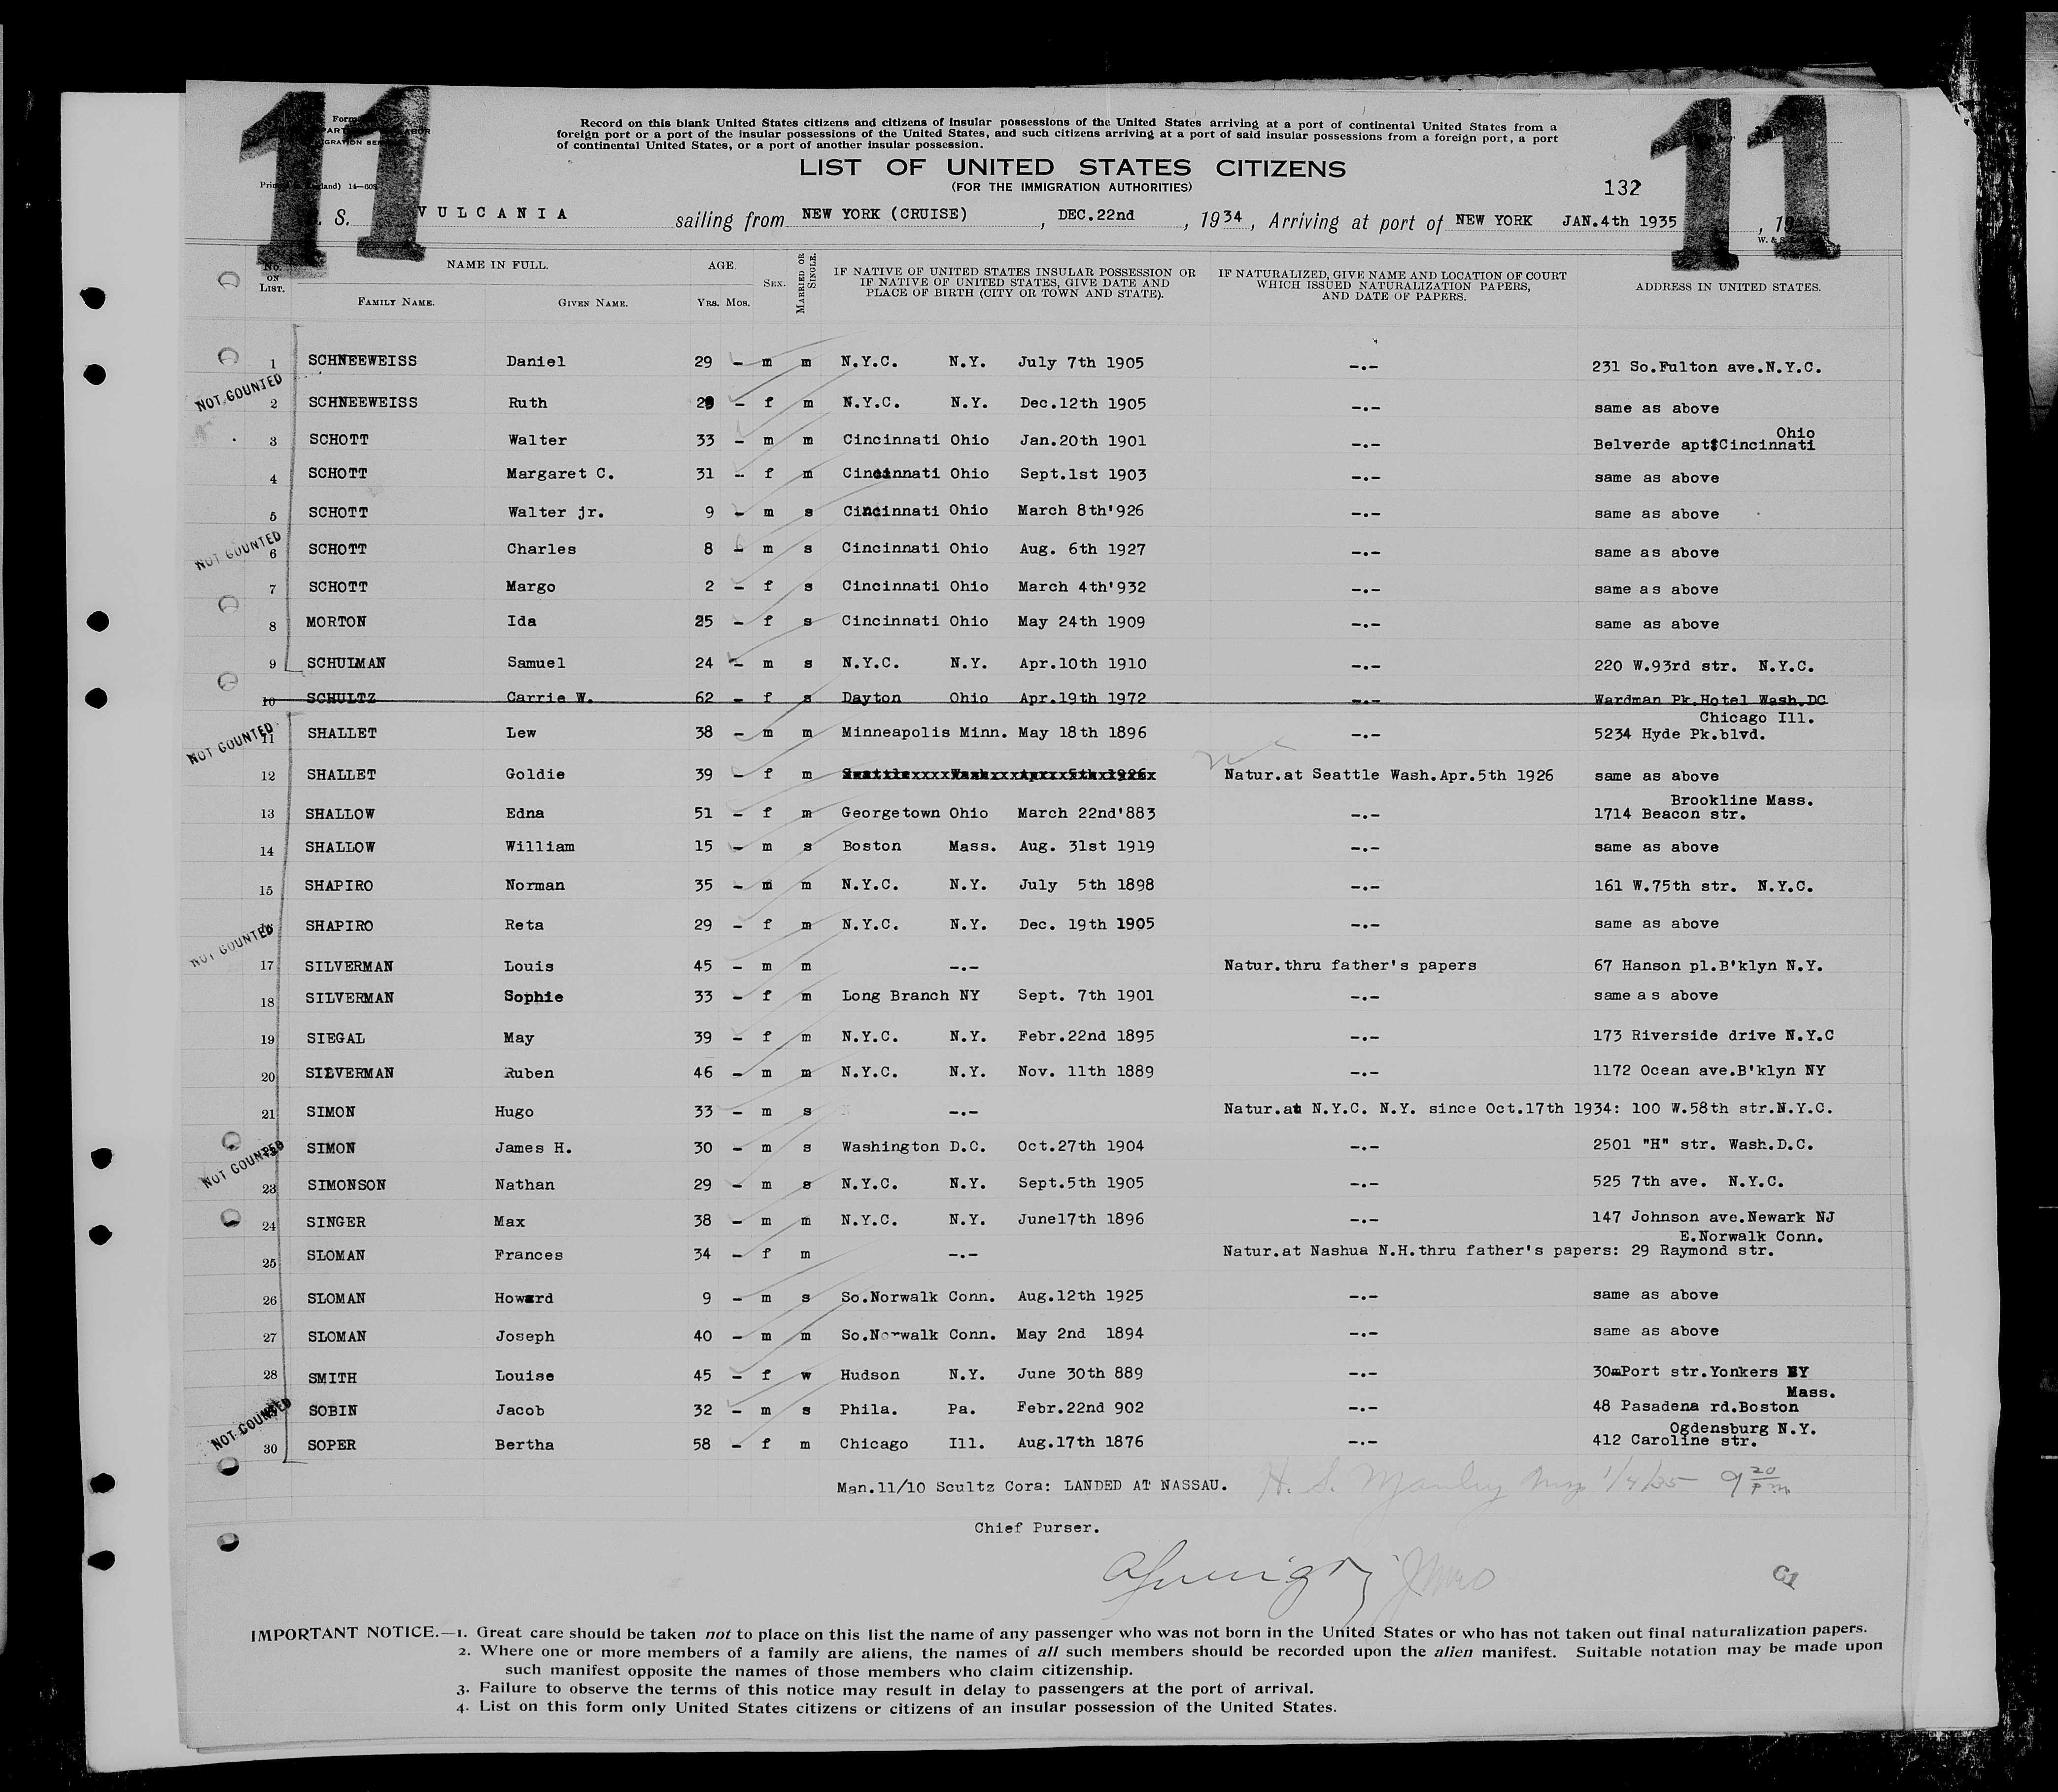 11
11
Record on this blank United States citizens and citizens of insular possessions of the United States arriving at a port of continental United States from a
foreign port or a port of the insular possessions of the United States, and such citizens arriving at a port of said insular possessions from a foreign port, a port
of continental United States, or a port of another insular possession.
LIST OF UNITED STATES CITIZENS
(FOR THE IMMIGRATION AUTHORITIES)
132
S. VULCANIA sailing from NEW YORK (CRUISE), DEC.22nd, 1934, Arriving at port of NEW YORK JAN.4th 1935
No. ON LIST. NAME IN FULL. FAMILY NAME. GIVEN NAME. AGE. YRS. MOS. SEX. MARRIED OR SINGLE. IF NATIVE OF UNITED STATES INSULAR POSSESSION OR IF NATIVE OF UNITED STATES, GIVE DATE AND PLACE OF BIRTH (CITY OR TOWN AND STATE). IF NATURALIZED, GIVE NAME AND LOCATION OF COURT WHICH ISSUED NATURALIZATION PAPERS, AND DATE OF PAPERS. ADDRESS IN UNITED STATES.
1 SCHNEEWEISS Daniel 29 - m m N.Y.C. N.Y. July 7th 1905 -.- 231 So.Fulton ave.N.Y.C.
NOT COUNTED
2 SCHNEEWEISS Ruth 29 - f m N.Y.C. N.Y. Dec.12th 1905 -.- same as above
3 SCHOTT Walter 33 - m m Cincinnati Ohio Jan.20th 1901 -.- Belverde apts Cincinnati Ohio
4 SCHOTT Margaret C. 31 - f m Cincinnati Ohio Sept.1st 1903 -.- same as above
5 SCHOTT Walter jr. 9 - m s Cincinnati Ohio March 8th'926 -.- same as above
NOT COUNTED
6 SCHOTT Charles 8 - m s Cincinnati Ohio Aug. 6th 1927 -.- same as above
7 SCHOTT Margo 2 - f s Cincinnati Ohio March 4th'932 -.- same as above
8 MORTON Ida 25 - f s Cincinnati Ohio May 24th 1909 -.- same as above
9 SCHULMAN Samuel 24 - m s N.Y.C. N.Y. Apr.10th 1910 -.- 220 W.93rd str. N.Y.C.
10 SCHULTZ Carrie W. 62 - f s Dayton Ohio Apr.19th 1972 -.- Wardman Pk.Hotel Wash.DC
NOT COUNTED
Chicago Ill.
11 SHALLET Lew 38 - m m Minneapolis Minn. May 18th 1896 -.- 5234 Hyde Pk.blvd.
12 SHALLET Goldie 39 - f m SeattlexxxxWashxxxAprxx5thx1926x Natur.at Seattle Wash.Apr.5th 1926 same as above
Brookline Mass.
13 SHALLOW Edna 51 - f m Georgetown Ohio March 22nd'883 -.- 1714 Beacon str.
14 SHALLOW William 15 - m s Boston Mass. Aug. 31st 1919 -.- same as above
15 SHAPIRO Norman 35 - m m N.Y.C. N.Y. July 5th 1898 -.- 161 W.75th str. N.Y.C.
NOT COUNTED
SHAPIRO Reta 29 - f m N.Y.C. N.Y. Dec. 19th 1905 -.- same as above
17 SILVERMAN Louis 45 - m m -.- Natur.thru father's papers 67 Hanson pl.B'klyn N.Y.
18 SILVERMAN Sophie 33 - f m Long Branch NY Sept. 7th 1901 -.- same as above
19 SIEGAL May 39 - f m N.Y.C. N.Y. Febr.22nd 1895 -.- 173 Riverside drive N.Y.C
20 SILVERMAN Ruben 46 - m m N.Y.C. N.Y. Nov. 11th 1889 -.- 1172 Ocean ave.B'klyn NY
21 SIMON Hugo 33 - m s -.- Natur.at N.Y.C. N.Y. since Oct.17th 1934: 100 W.58th str.N.Y.C.
NOT COUNTED
SIMON James H. 30 - m s Washington D.C. Oct.27th 1904 -.- 2501 "H" str. Wash.D.C.
23 SIMONSON Nathan 29 - m s N.Y.C. N.Y. Sept.5th 1905 -.- 525 7th ave. N.Y.C.
24 SINGER Max 38 - m m N.Y.C. N.Y. June17th 1896 -.- 147 Johnson ave.Newark NJ
E.Norwalk Conn.
25 SLOMAN Frances 34 - f m -.- Natur.at Nashua N.H.thru father's papers: 29 Raymond str.
26 SLOMAN Howard 9 - m s So.Norwalk Conn. Aug.12th 1925 -.- same as above
27 SLOMAN Joseph 40 - m m So.Norwalk Conn. May 2nd 1894 -.- same as above
28 SMITH Louise 45 - f w Hudson N.Y. June 30th 889 -.- 30 Port str.Yonkers NY
NOT COUNTED
Mass.
SOBIN Jacob 32 - m s Phila. Pa. Febr.22nd 902 -.- 48 Pasadena rd.Boston
Ogdensburg N.Y.
30 SOPER Bertha 58 - f m Chicago Ill. Aug.17th 1876 -.- 412 Caroline str.
Man.11/10 Scultz Cora: LANDED AT NASSAU. H. S. Manley 1/4/35 9 20 pm
Chief Purser.
IMPORTANT NOTICE.—1. Great care should be taken not to place on this list the name of any passenger who was not born in the United States or who has not taken out final naturalization papers.
2. Where one or more members of a family are aliens, the names of all such members should be recorded upon the alien manifest. Suitable notation may be made upon
such manifest opposite the names of those members who claim citizenship.
3. Failure to observe the terms of this notice may result in delay to passengers at the port of arrival.
4. List on this form only United States citizens or citizens of an insular possession of the United States.